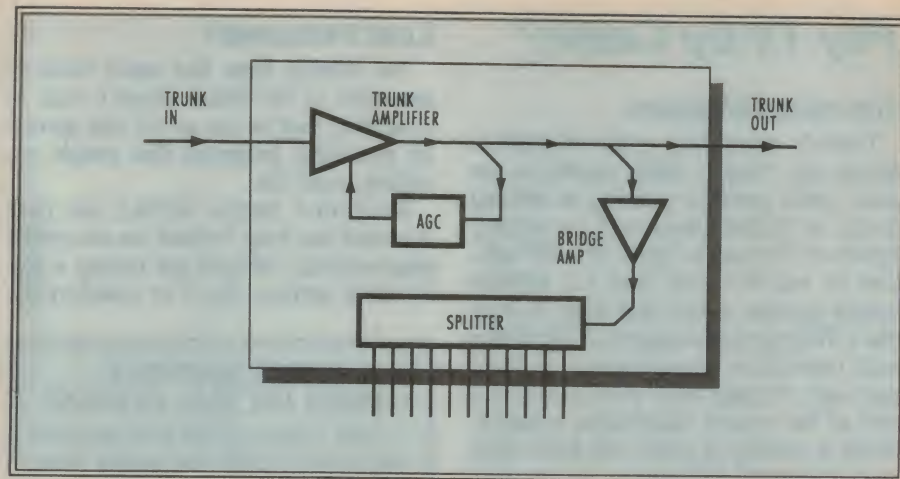 TRUNK
IN
TRUNK
AMPLIFIER
TRUNK
OUT
AGC
BRIDGE
AMP
SPLITTER